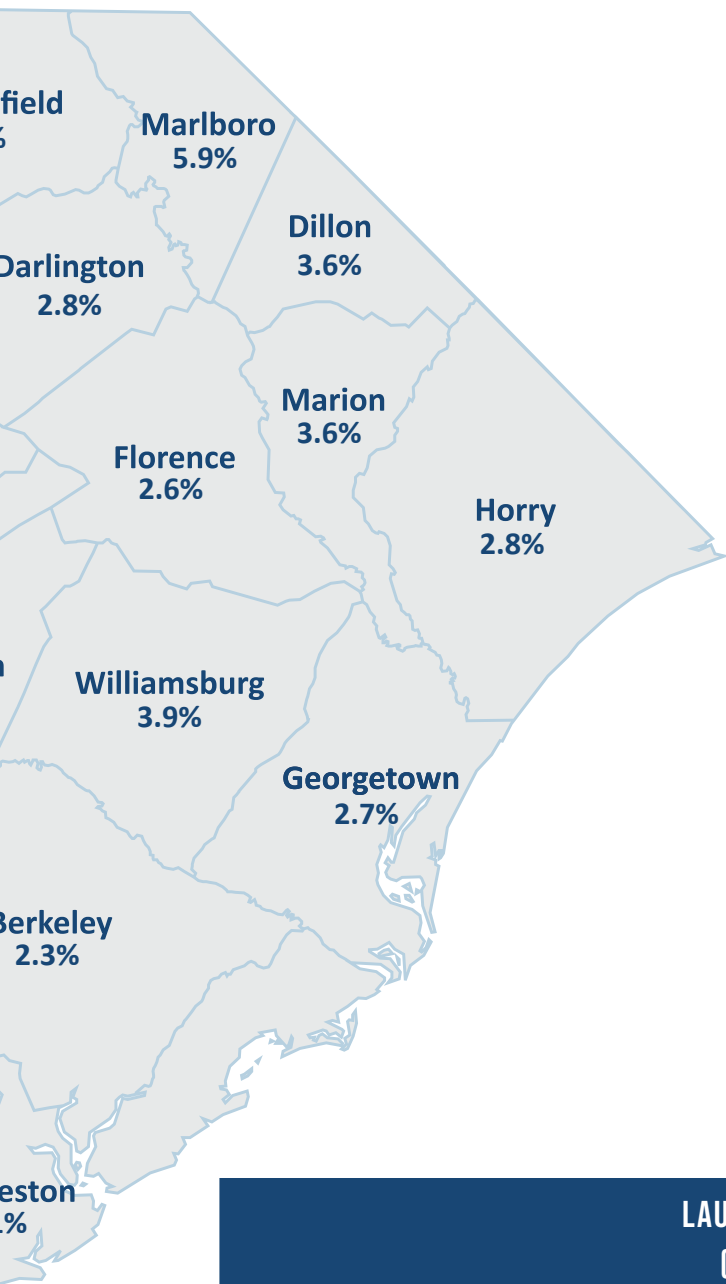 field
%
Marlboro
5.9%
Dillon
3.6%
Darlington
2.8%
Marion
3.6%
Florence
2.6%
Horry
2.8%
Williamsburg
3.9%
Georgetown
2.7%
Berkeley
2.3%
eston
%
LAU